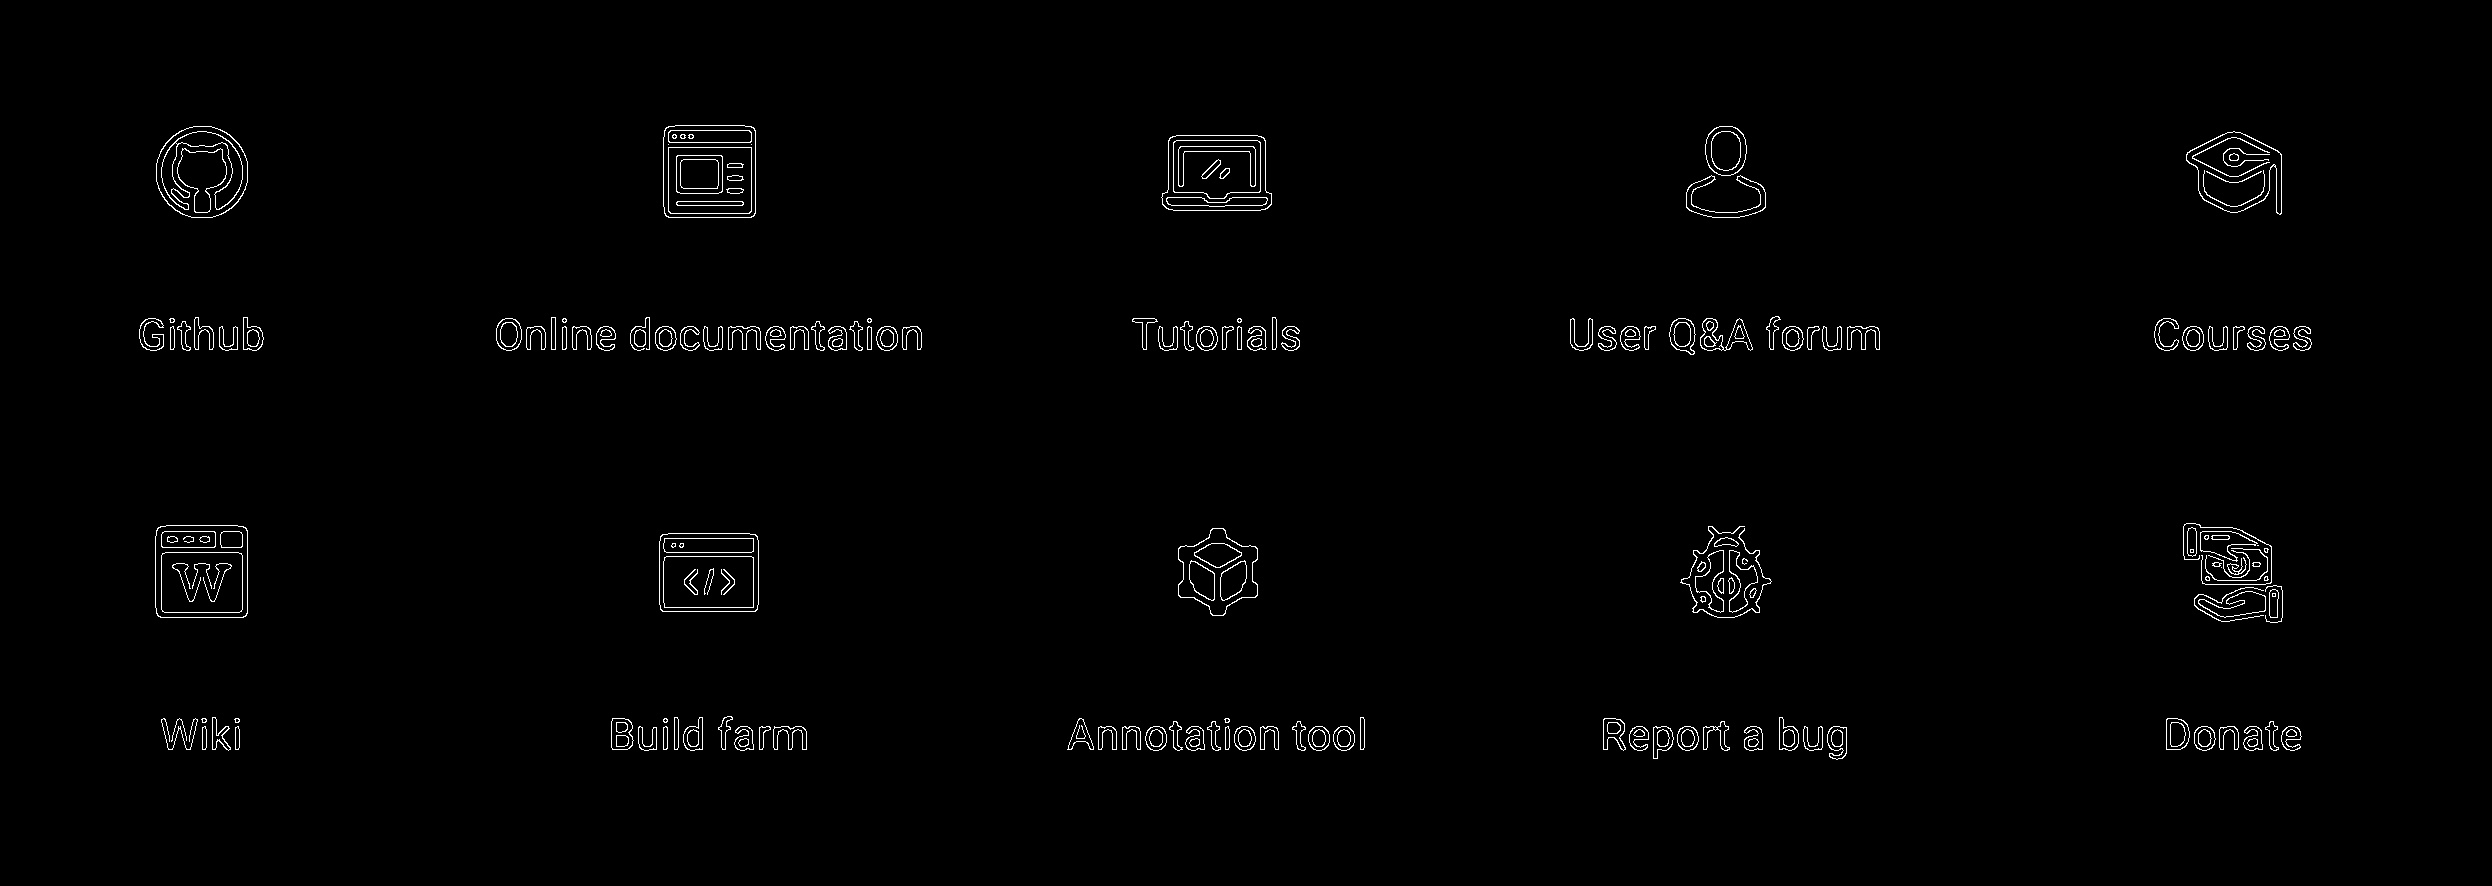 Github
Online documentation
Tutorials
User Q&A forum
Courses
W
Wiki
</>
Build farm
Annotation tool
Report a bug
Donate